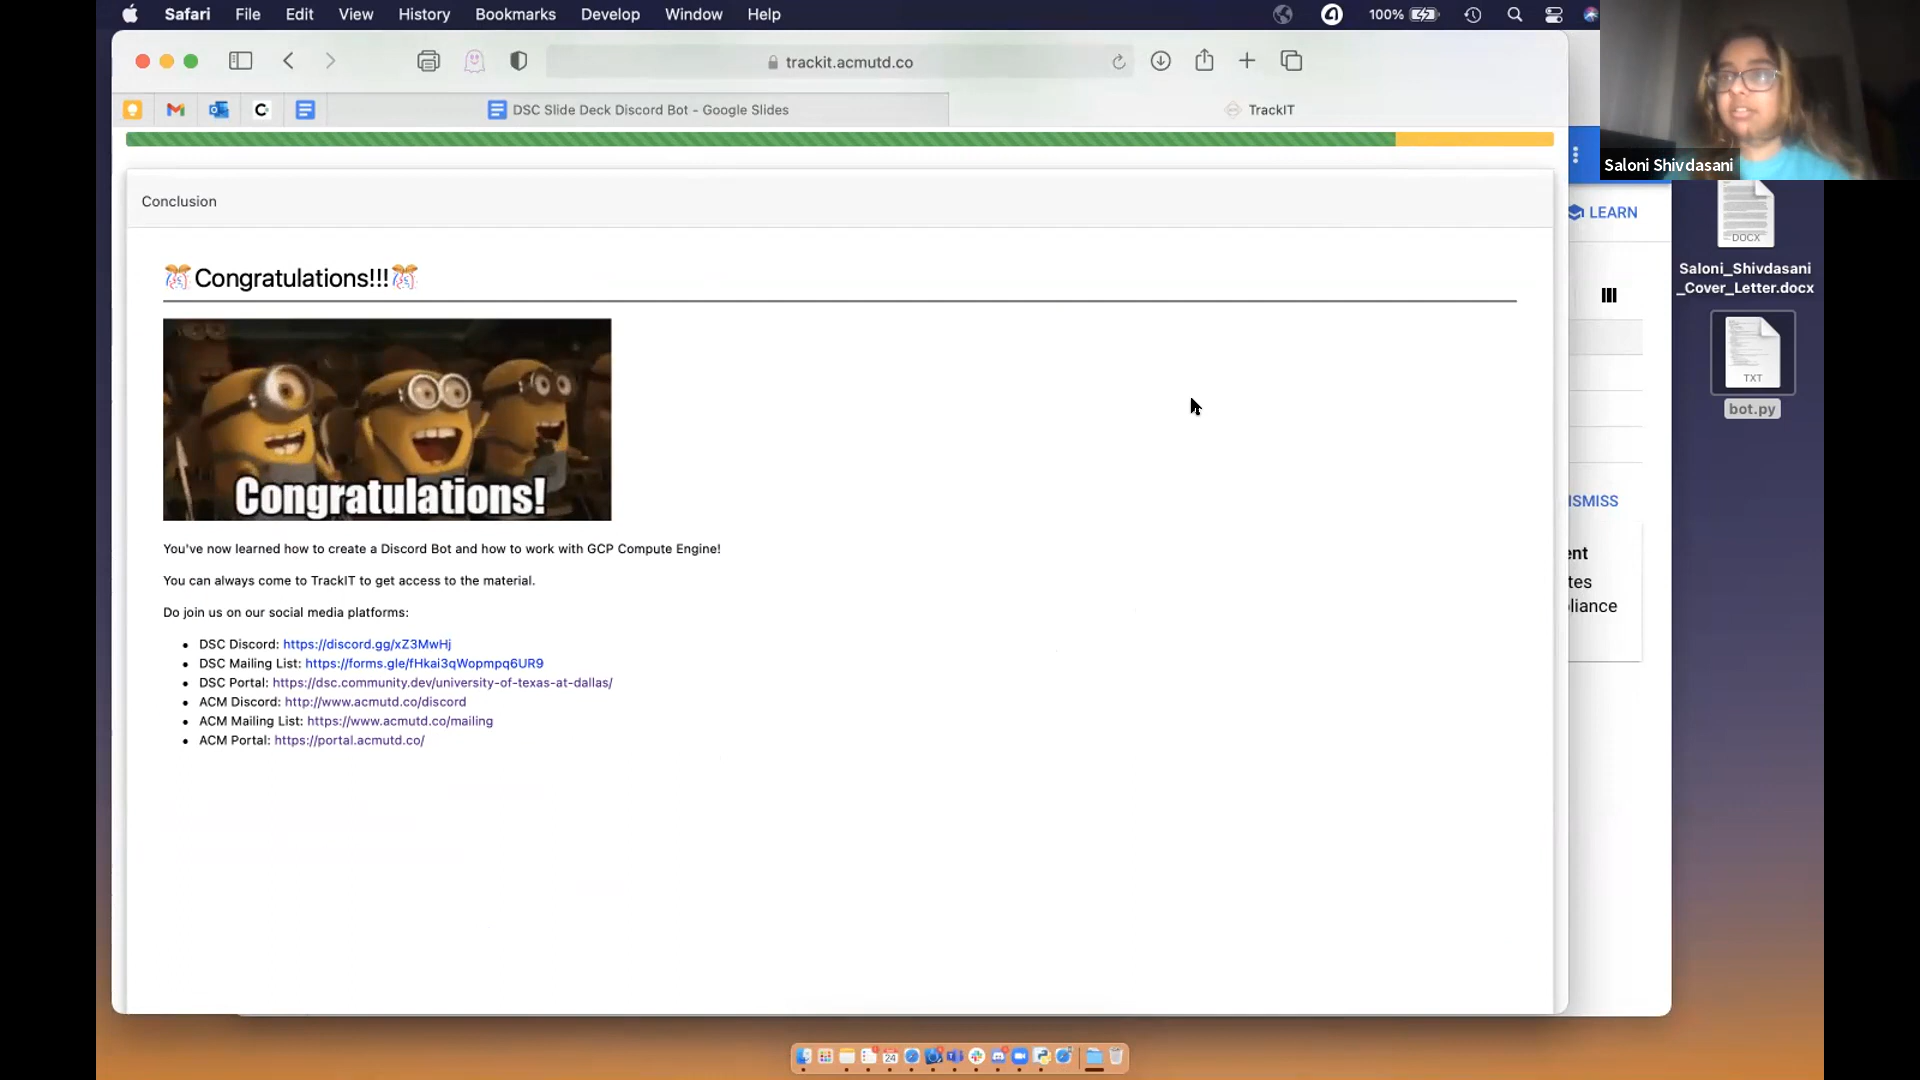 Safari File Edit View History Bookmarks Develop Window Help
100%
trackit.acmutd.co
DSC Slide Deck Discord Bot - Google Slides
TrackIT
Saloni Shivdasani
Conclusion
LEARN
DOCX
Saloni_Shivdasani
_Cover_Letter.docx
Congratulations!!!
TXT
bot.py
Congratulations!
ISMISS
You've now learned how to create a Discord Bot and how to work with GCP Compute Engine!
ent
You can always come to TrackIT to get access to the material.
tes
liance
Do join us on our social media platforms:
• DSC Discord: https://discord.gg/xZ3MwHj
• DSC Mailing List: https://forms.gle/fHkai3qWopmpq6UR9
• DSC Portal: https://dsc.community.dev/university-of-texas-at-dallas/
• ACM Discord: http://www.acmutd.co/discord
• ACM Mailing List: https://www.acmutd.co/mailing
• ACM Portal: https://portal.acmutd.co/
24